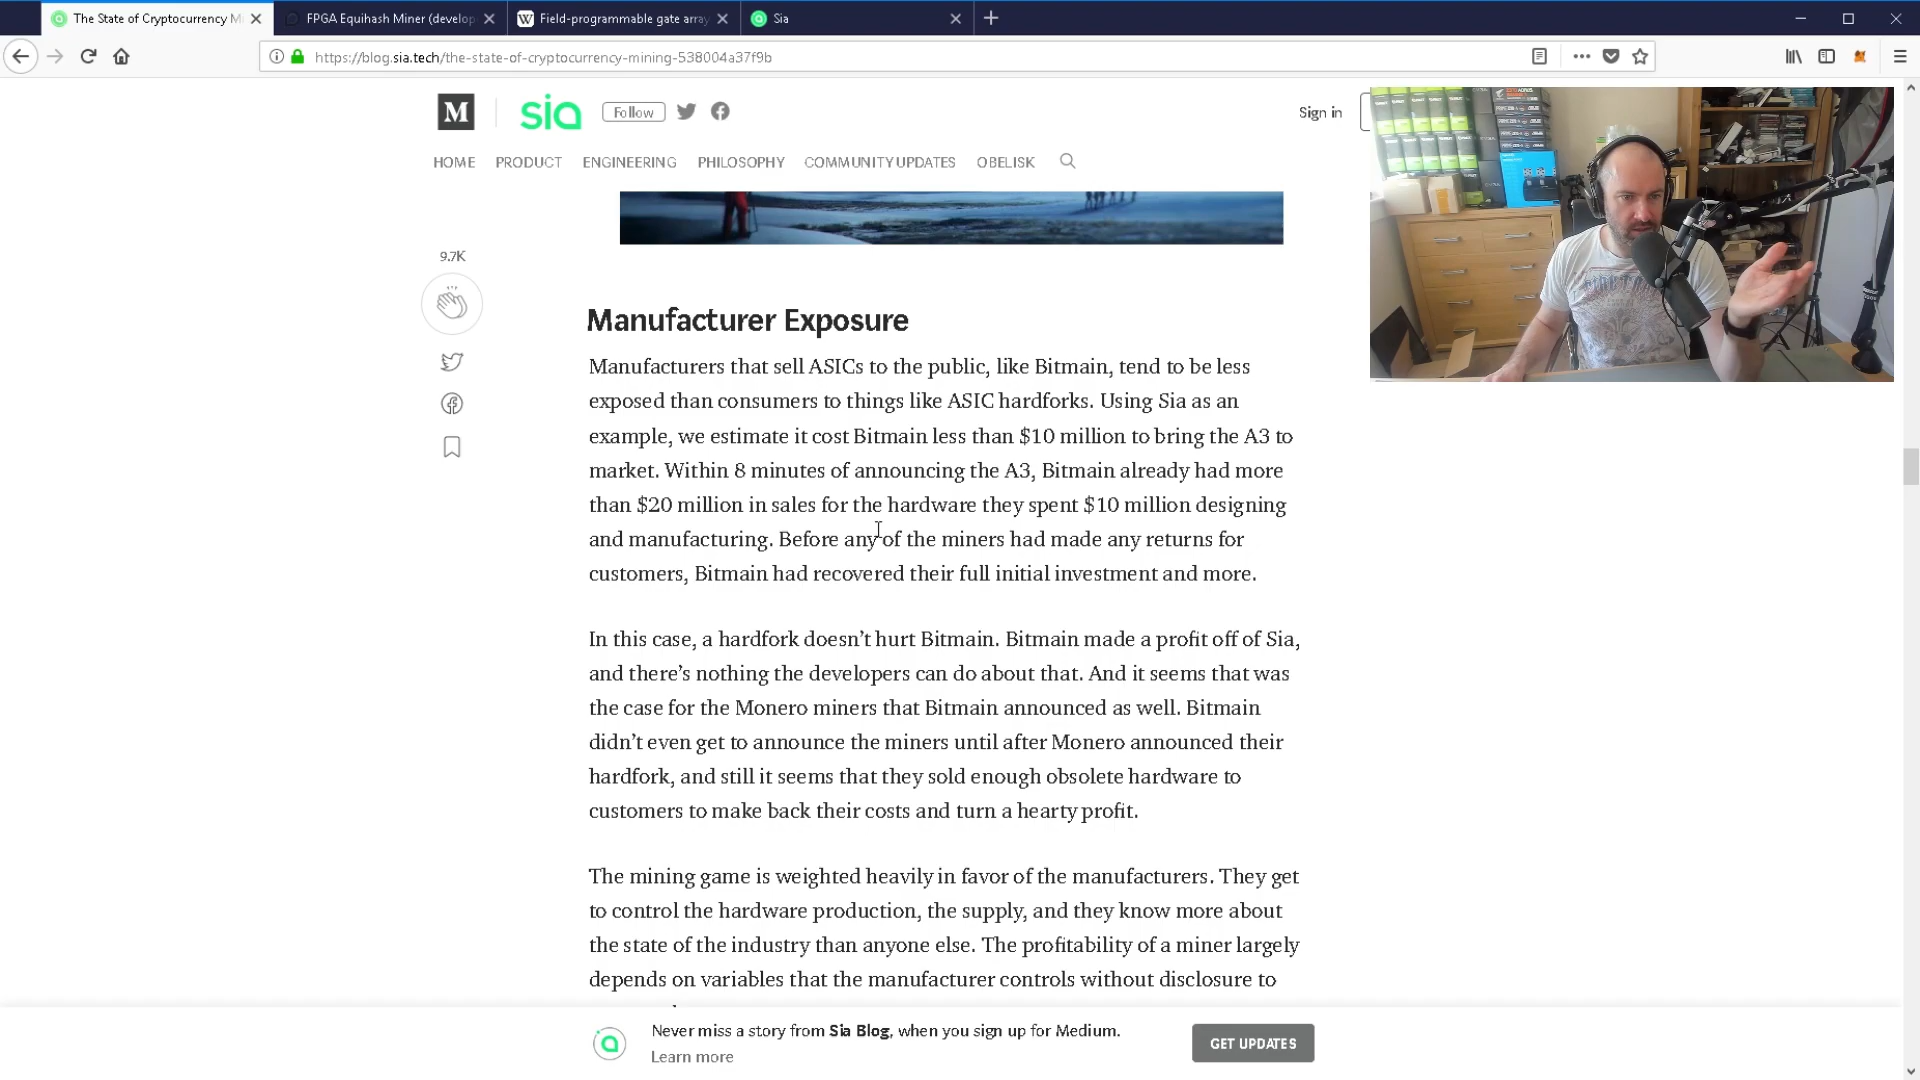 The State of Cryptocurrency M
FPGA Equihash Miner (develop
Field-programmable gate array
Sia
https://blog.sia.tech/the-state-of-cryptocurrency-mining-538004a37f9b
M
sia
Follow
Sign in
HOME
PRODUCT
ENGINEERING
PHILOSOPHY
COMMUNITY UPDATES
OBELISK
9.7K
Manufacturer Exposure
Manufacturers that sell ASICs to the public, like Bitmain, tend to be less
exposed than consumers to things like ASIC hardforks. Using Sia as an
example, we estimate it cost Bitmain less than $10 million to bring the A3 to
market. Within 8 minutes of announcing the A3, Bitmain already had more
than $20 million in sales for the hardware they spent $10 million designing
and manufacturing. Before any of the miners had made any returns for
customers, Bitmain had recovered their full initial investment and more.
In this case, a hardfork doesn’t hurt Bitmain. Bitmain made a profit off of Sia,
and there’s nothing the developers can do about that. And it seems that was
the case for the Monero miners that Bitmain announced as well. Bitmain
didn’t even get to announce the miners until after Monero announced their
hardfork, and still it seems that they sold enough obsolete hardware to
customers to make back their costs and turn a hearty profit.
The mining game is weighted heavily in favor of the manufacturers. They get
to control the hardware production, the supply, and they know more about
the state of the industry than anyone else. The profitability of a miner largely
depends on variables that the manufacturer controls without disclosure to
Never miss a story from Sia Blog, when you sign up for Medium.
Learn more
GET UPDATES